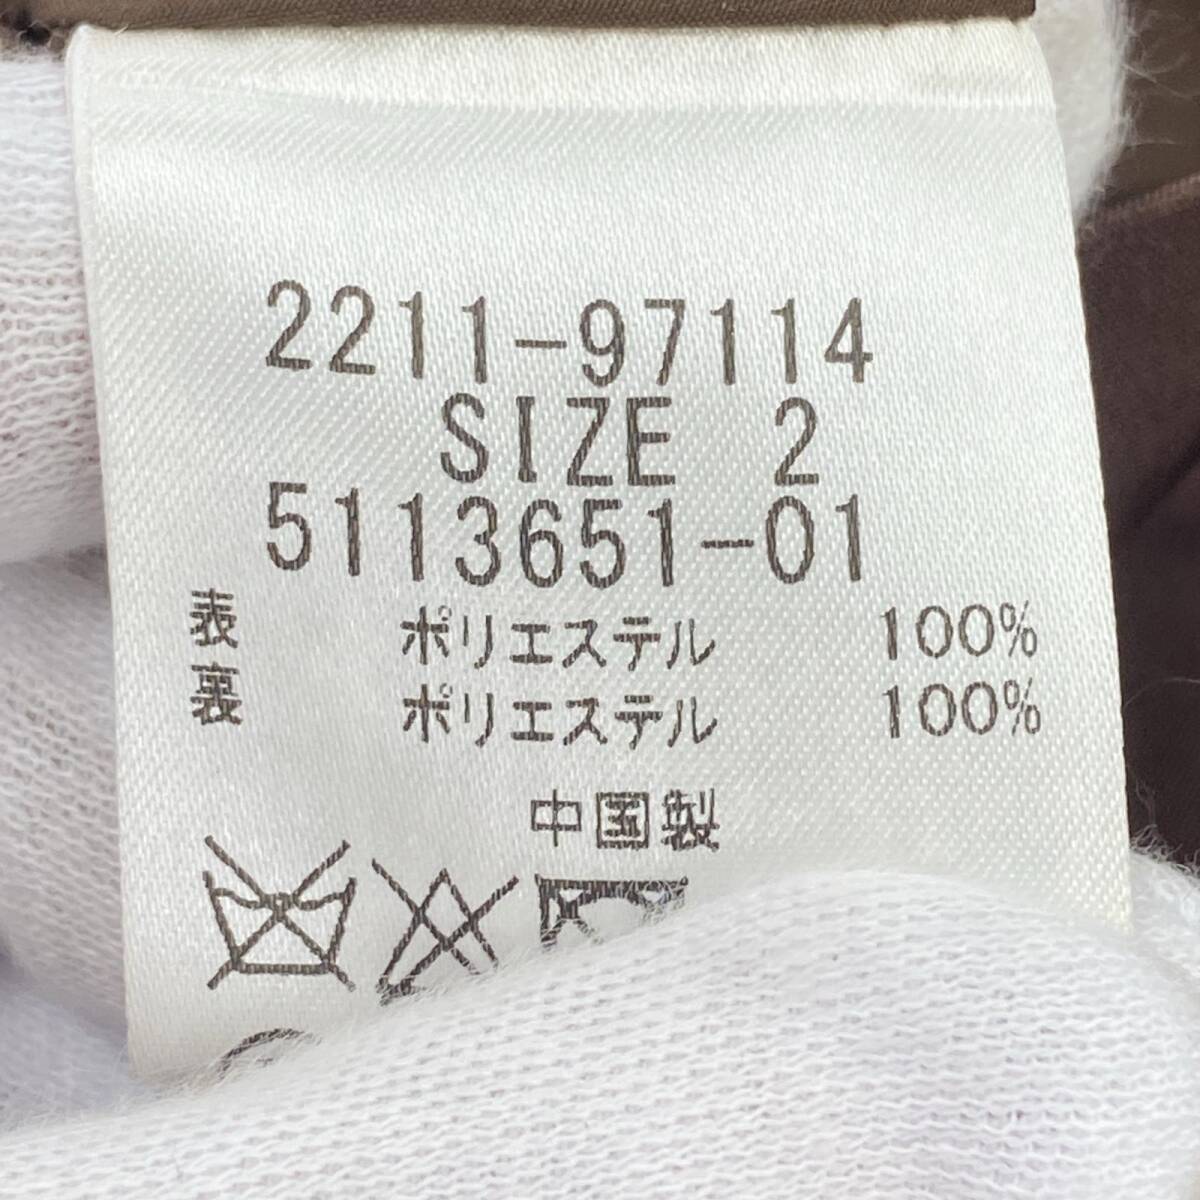 2211-97114
SIZE 2
5113651-01
表 ポリエステル 100%
裏 ポリエステル 100%
中国製